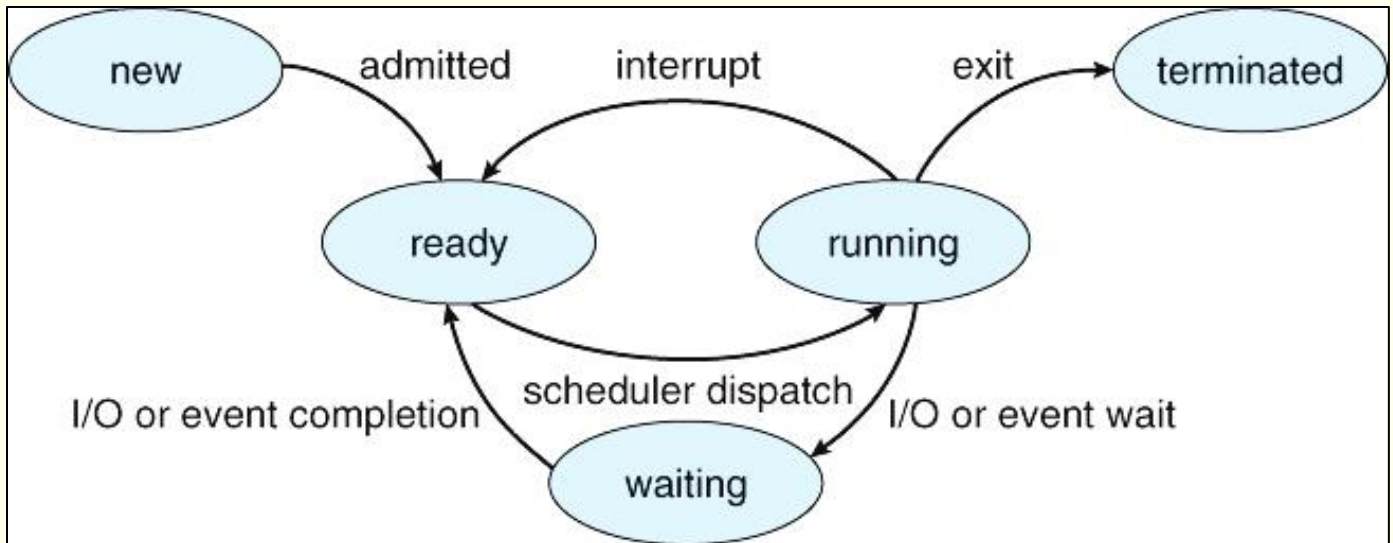 new
admitted
interrupt
exit
terminated
ready
running
scheduler dispatch
I/O or event completion
I/O or event wait
waiting